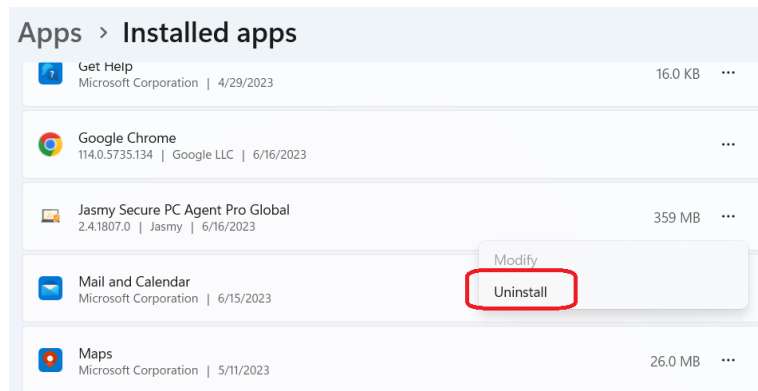 Apps > Installed apps
Get Help
16.0 KB
Microsoft Corporation | 4/29/2023
Google Chrome
114.0.5735.134 | Google LLC | 6/16/2023
Jasmy Secure PC Agent Pro Global
359 MB
2.4.1807.0 | Jasmy | 6/16/2023
Modify
Mail and Calendar
Uninstall
Microsoft Corporation | 6/15/2023
Maps
26.0 MB
Microsoft Corporation | 5/11/2023